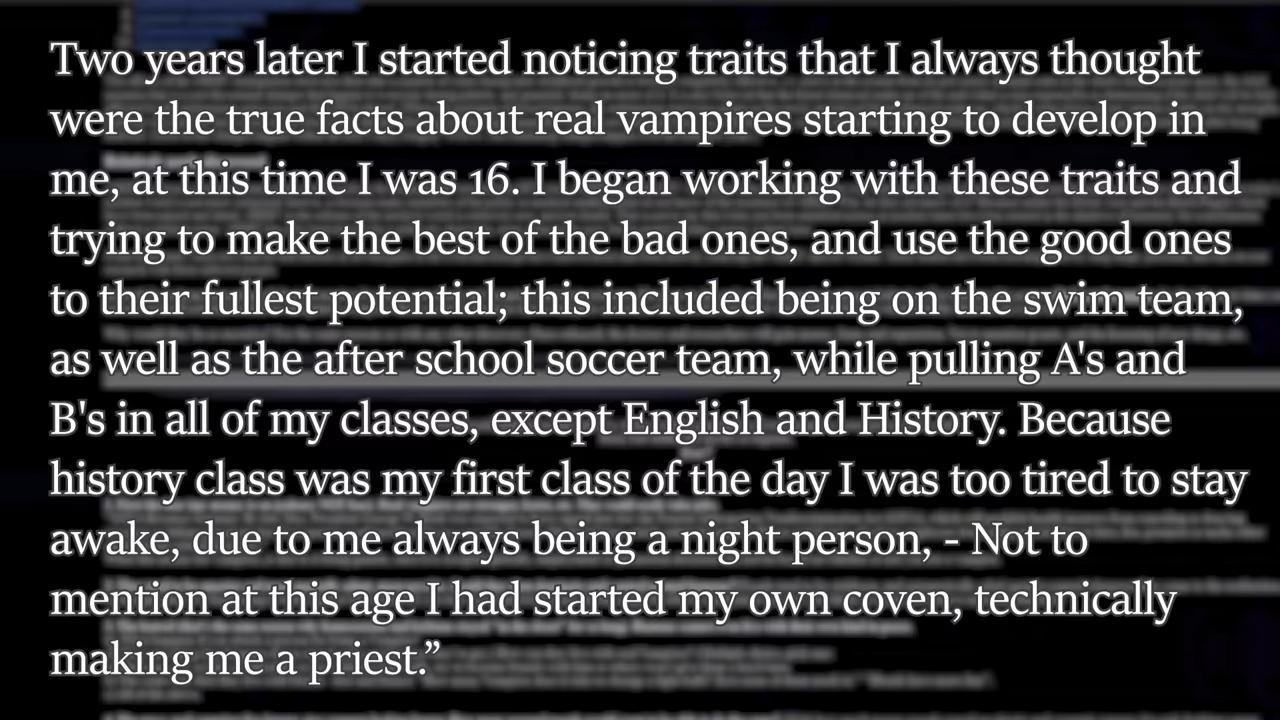 Two years later I started noticing traits that I always thought
were the true facts about real vampires starting to develop in
me, at this time I was 16. I began working with these traits and
trying to make the best of the bad ones, and use the good ones
to their fullest potential; this included being on the swim team,
as well as the after school soccer team, while pulling A's and
B's in all of my classes, except English and History. Because
history class was my first class of the day I was too tired to stay
awake, due to me always being a night person, - Not to
mention at this age I had started my own coven, technically
making me a priest.”